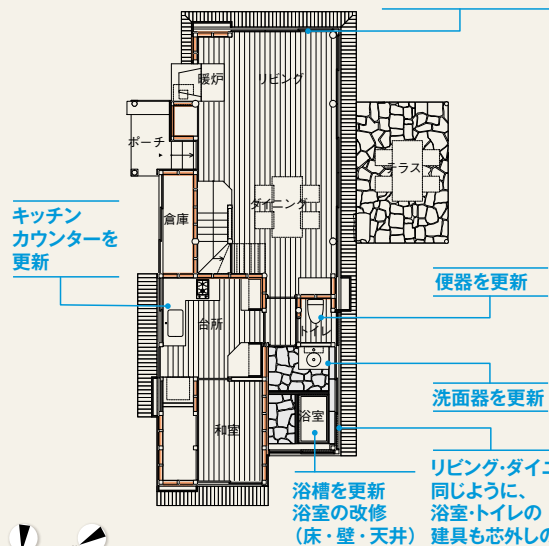 暖炉
リビング
ポーチ
テラス
倉庫
ダイニング
キッチン
カウンターを
更新
台所
トイレ
便器を更新
洗面器を更新
和室
浴室
浴槽を更新
浴室の改修
（床・壁・天井）
リビング・ダイニ
同じように、
浴室・トイレの
建具も芯外しの